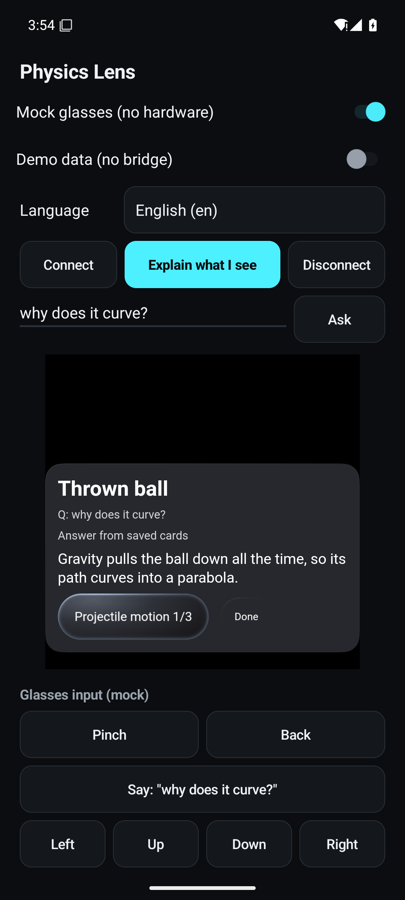 3:54
Physics Lens
Mock glasses (no hardware)
Demo data (no bridge)
Language
English (en)
Connect
Explain what I see
Disconnect
why does it curve?
Ask
Thrown ball
Q: why does it curve?
Answer from saved cards
Gravity pulls the ball down all the time, so its
path curves into a parabola.
Projectile motion 1/3
Done
Glasses input (mock)
Pinch
Back
Say: "why does it curve?"
Left
Up
Down
Right